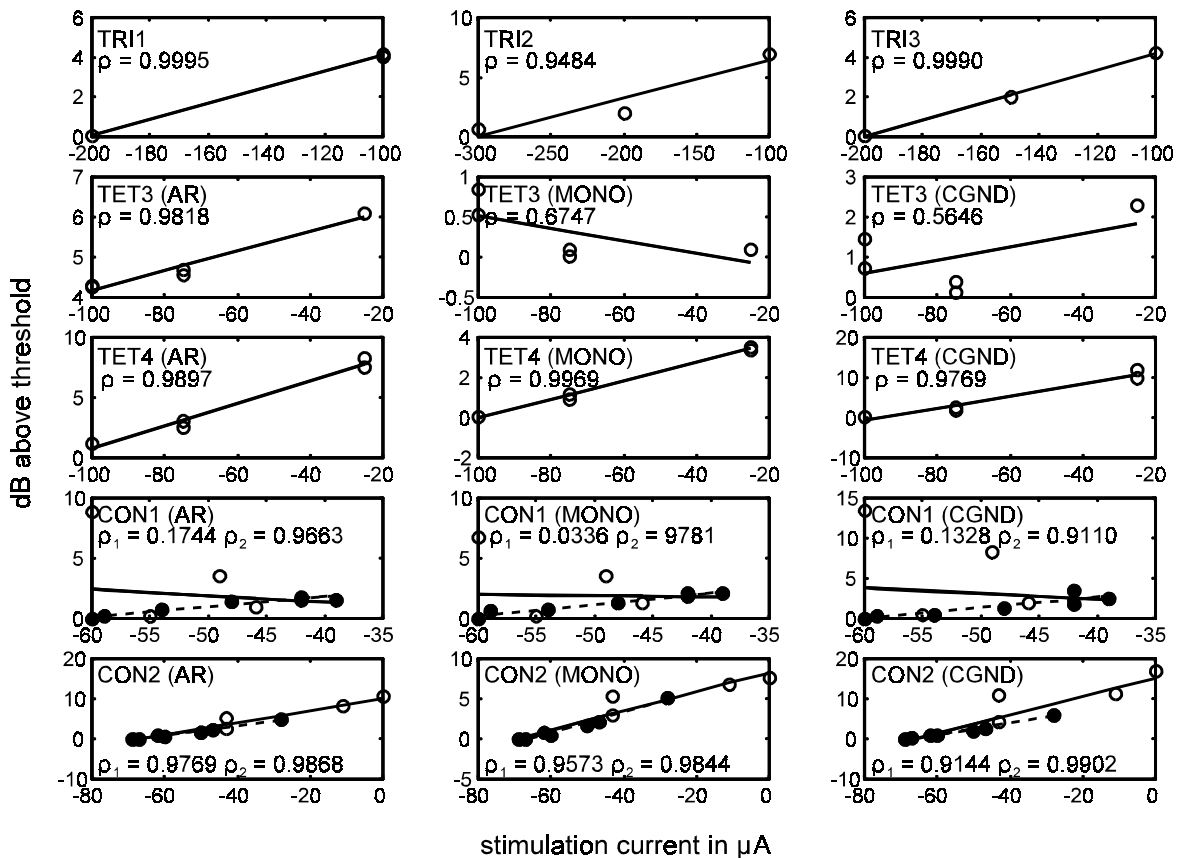 dB above threshold
TRI1
ρ = 0.9995
6
4
2
0
-200 -180 -160 -140 -120 -100
TRI2
ρ = 0.9484
10
5
0
-300 -250 -200 -150 -100
TRI3
ρ = 0.9990
6
4
2
0
-200 -180 -160 -140 -120 -100
TET3 (AR)
ρ = 0.9818
7
6
5
4
-100 -80 -60 -40 -20
TET3 (MONO)
ρ = 0.6747
1
0.5
0
-0.5
-100 -80 -60 -40 -20
TET3 (CGND)
ρ = 0.5646
3
2
1
0
-100 -80 -60 -40 -20
TET4 (AR)
ρ = 0.9897
10
5
0
-100 -80 -60 -40 -20
TET4 (MONO)
ρ = 0.9969
4
2
0
-2
-100 -80 -60 -40 -20
TET4 (CGND)
ρ = 0.9769
20
10
0
-10
-100 -80 -60 -40 -20
CON1 (AR)
ρ₁ = 0.1744 ρ₂ = 0.9663
10
5
0
-60 -55 -50 -45 -40 -35
CON1 (MONO)
ρ₁ = 0.0336 ρ₂ = 9781
10
5
0
-60 -55 -50 -45 -40 -35
CON1 (CGND)
ρ₁ = 0.1328 ρ₂ = 0.9110
15
10
5
0
-60 -55 -50 -45 -40 -35
CON2 (AR)
ρ₁ = 0.9769 ρ₂ = 0.9868
20
10
0
-10
-80 -60 -40 -20 0
CON2 (MONO)
ρ₁ = 0.9573 ρ₂ = 0.9844
10
5
0
-5
-80 -60 -40 -20 0
CON2 (CGND)
ρ₁ = 0.9144 ρ₂ = 0.9902
20
10
0
-10
-80 -60 -40 -20 0
stimulation current in µA